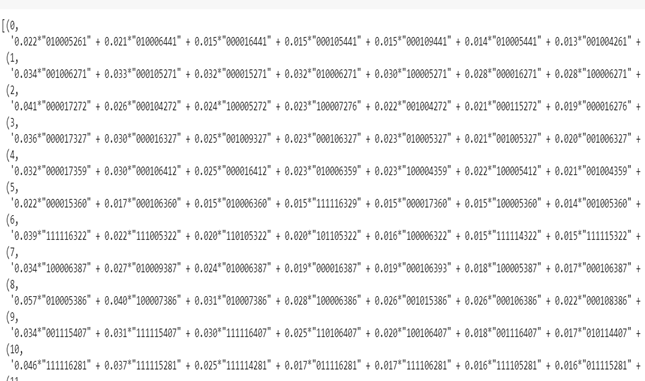 [(0,
'0.022*"010005261" + 0.021*"010006441" + 0.015*"000016441" + 0.015*"000105441" + 0.015*"000109441" + 0.014*"010005441" + 0.013*"001004261" +
(1,
'0.034*"001006271" + 0.033*"000105271" + 0.032*"000015271" + 0.032*"010006271" + 0.030*"100005271" + 0.028*"000016271" + 0.028*"100006271" +
(2,
'0.041*"000017272" + 0.026*"000104272" + 0.024*"100005272" + 0.023*"100007276" + 0.022*"001004272" + 0.021*"000115272" + 0.019*"000016276" +
(3,
'0.036*"000017327" + 0.030*"000016327" + 0.025*"001009327" + 0.023*"000106327" + 0.023*"010005327" + 0.021*"001005327" + 0.020*"001006327" +
(4,
'0.032*"000017359" + 0.030*"000106412" + 0.025*"000016412" + 0.023*"010006359" + 0.023*"100004359" + 0.022*"100005412" + 0.021*"001004359" +
(5,
'0.022*"000015360" + 0.017*"000106360" + 0.015*"010006360" + 0.015*"111116329" + 0.015*"000017360" + 0.015*"100005360" + 0.014*"001005360" +
(6,
'0.039*"111116322" + 0.022*"111005322" + 0.020*"110105322" + 0.020*"101105322" + 0.016*"100006322" + 0.015*"111114322" + 0.015*"111115322" +
(7,
'0.034*"100006387" + 0.027*"010009387" + 0.024*"010006387" + 0.019*"000016387" + 0.019*"000106393" + 0.018*"100005387" + 0.017*"000106387" +
(8,
'0.057*"010005386" + 0.040*"100007386" + 0.031*"010007386" + 0.028*"100006386" + 0.026*"001015386" + 0.026*"000106386" + 0.022*"000108386" +
(9,
'0.034*"001115407" + 0.031*"111115407" + 0.030*"111116407" + 0.025*"110106407" + 0.020*"100106407" + 0.018*"001116407" + 0.017*"010114407" +
(10,
'0.046*"111116281" + 0.037*"111115281" + 0.025*"111114281" + 0.017*"011116281" + 0.017*"111106281" + 0.016*"111105281" + 0.016*"011115281" +
(11,